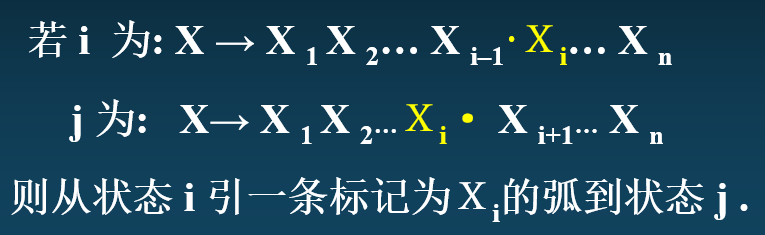 若 i 为: X → X 1 X 2… X i–1 · X i… X n
j 为: X→ X 1 X 2… X i • X i+1… X n
则从状态 i 引一条标记为 X i 的弧到状态 j .